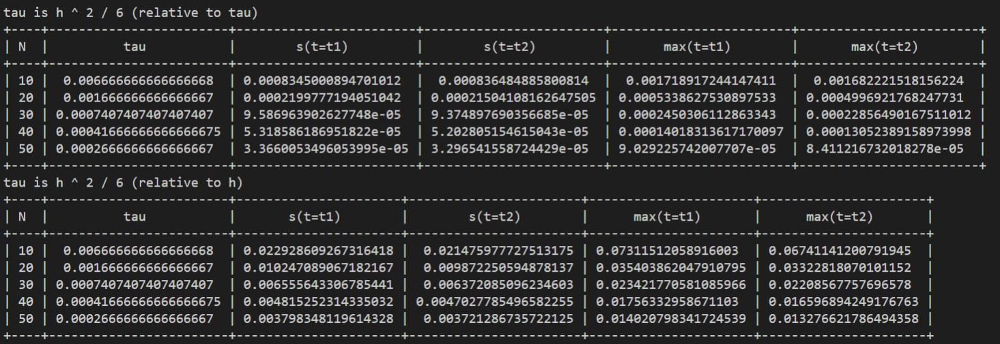 tau is h ^ 2 / 6 (relative to tau)
+----+------------------------+------------------------+------------------------+------------------------+------------------------+
| N | tau | s(t=t1) | s(t=t2) | max(t=t1) | max(t=t2) |
+----+------------------------+------------------------+------------------------+------------------------+------------------------+
| 10 | 0.006666666666666668 | 0.0008345000894701012 | 0.000836484885800814 | 0.001718917244147411 | 0.001682221518156224 |
| 20 | 0.001666666666666667 | 0.0002199777194051042 | 0.00021504108162647505 | 0.0005338627530897533 | 0.0004996921768247731 |
| 30 | 0.0007407407407407407 | 9.586963902627748e-05 | 9.374897690356685e-05 | 0.0002450306112863343 | 0.000228564901675110​12 |
| 40 | 0.00041666666666666675 | 5.318586186951822e-05 | 5.202805154615043e-05 | 0.00014018313617170097 | 0.00013052389158973998 |
| 50 | 0.0002666666666666667 | 3.3660053496053995e-05 | 3.296541558724429e-05 | 9.029225742007707e-05 | 8.411216732018278e-05 |
+----+------------------------+------------------------+------------------------+------------------------+------------------------+
tau is h ^ 2 / 6 (relative to h)
+----+------------------------+----------------------+-----------------------+----------------------+----------------------+
| N | tau | s(t=t1) | s(t=t2) | max(t=t1) | max(t=t2) |
+----+------------------------+----------------------+-----------------------+----------------------+----------------------+
| 10 | 0.006666666666666668 | 0.022928609267316418 | 0.021475977727513175 | 0.07311512058916003 | 0.06741141200791945 |
| 20 | 0.001666666666666667 | 0.010247089067182167 | 0.009872250594878137 | 0.035403862047910795 | 0.03322818070101152 |
| 30 | 0.0007407407407407407 | 0.006555643306785441 | 0.006372085096234603 | 0.023421770581085966 | 0.02208567757696578 |
| 40 | 0.00041666666666666675 | 0.004815252314335032 | 0.0047027785496582255 | 0.01756332958671103 | 0.016596894249176763 |
| 50 | 0.0002666666666666667 | 0.003798348119614328 | 0.003721286735722125 | 0.014020798341724539 | 0.013276621786494358 |
+----+------------------------+----------------------+-----------------------+----------------------+----------------------+